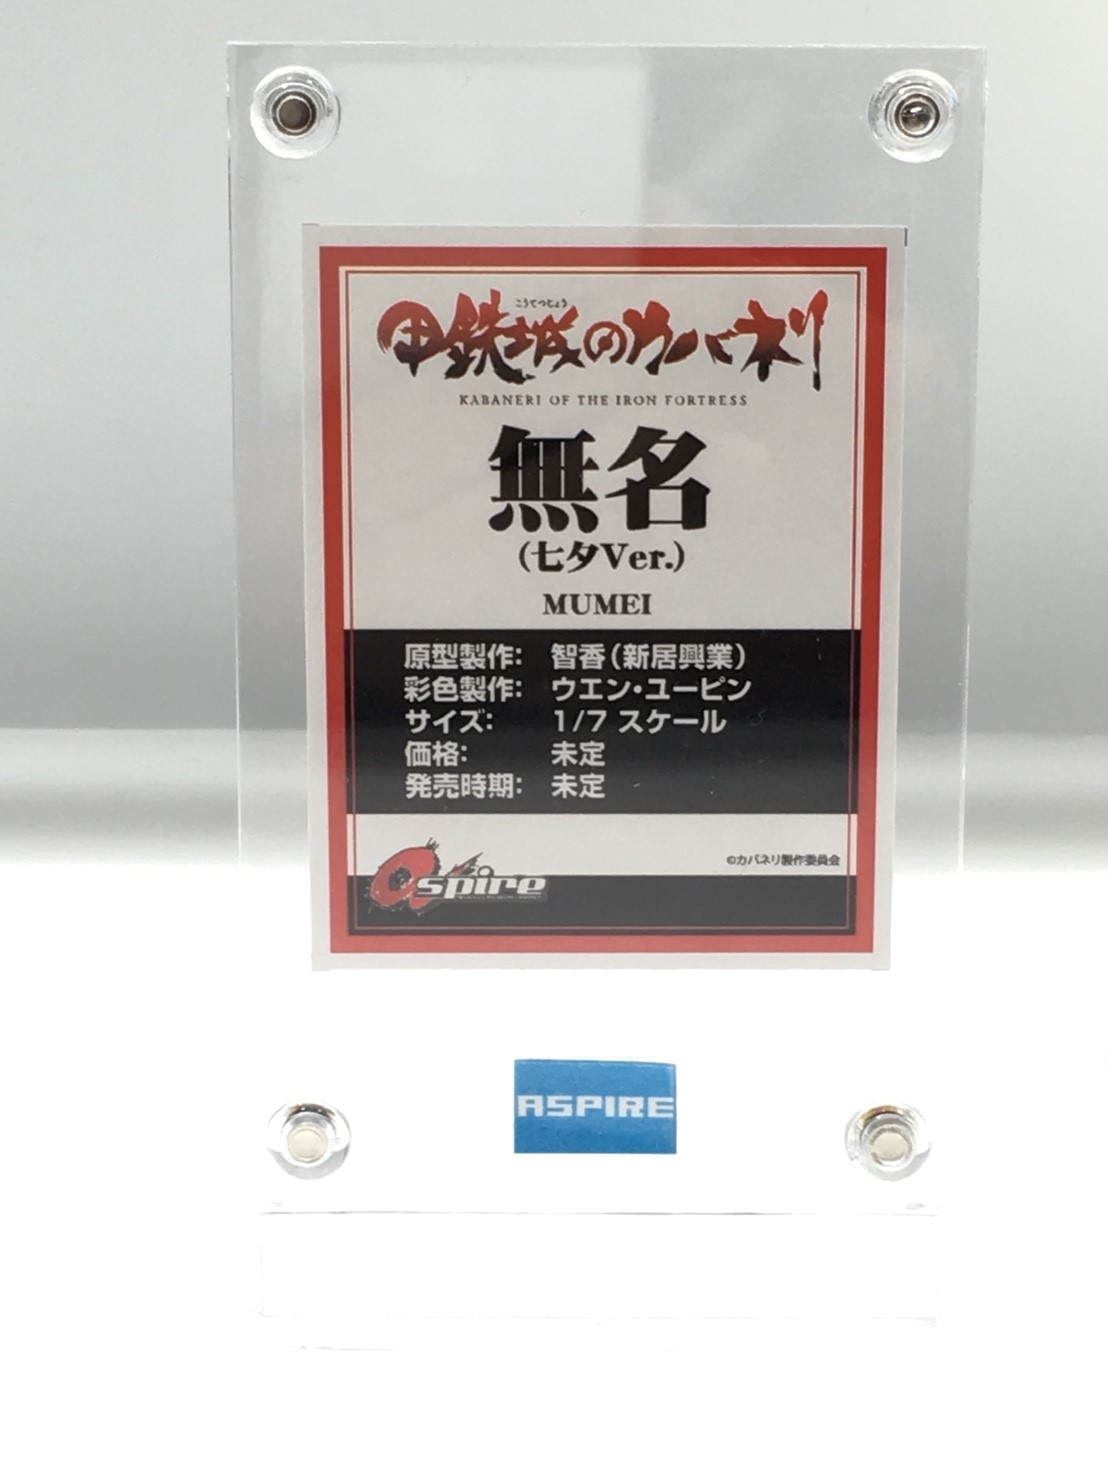 こうてつじょう
甲鉄城のカバネリ
KABANERI OF THE IRON FORTRESS
無名
(七夕Ver.)
MUMEI
原型製作: 智香(新居興業)
彩色製作: ウエン・ユーピン
サイズ: 1/7 スケール
価格: 未定
発売時期: 未定
©カバネリ製作委員会
aspire
ASPIRE